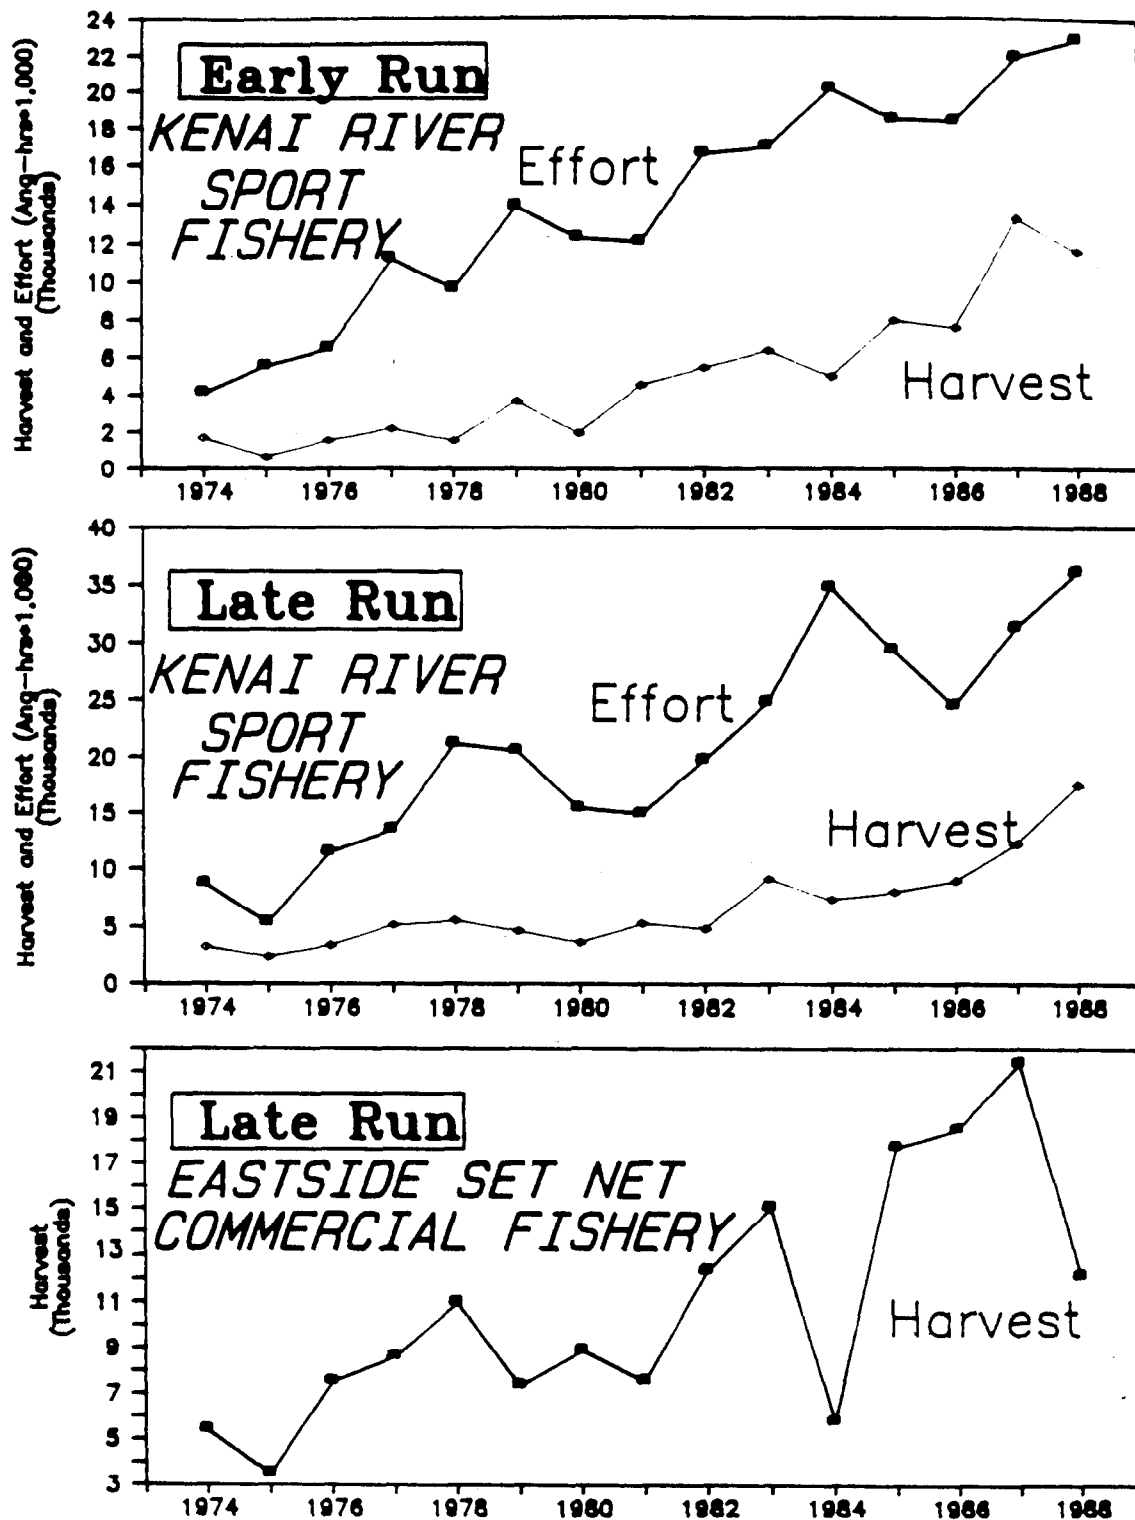 24
22
20
18
16
14
12
10
8
6
4
2
0
Harvest and Effort (Ang-hrs*1,000)
(Thousands)
Early Run
KENAI RIVER
SPORT
FISHERY
Effort
Harvest
1974 1976 1978 1980 1982 1984 1986 1988
40
35
30
25
20
15
10
5
0
Harvest and Effort (Ang-hrs*1,000)
(Thousands)
Late Run
KENAI RIVER
SPORT
FISHERY
Effort
Harvest
1974 1976 1978 1980 1982 1984 1986 1988
21
19
17
15
13
11
9
7
5
3
Harvest
(Thousands)
Late Run
EASTSIDE SET NET
COMMERCIAL FISHERY
Harvest
1974 1976 1978 1980 1982 1984 1986 1988